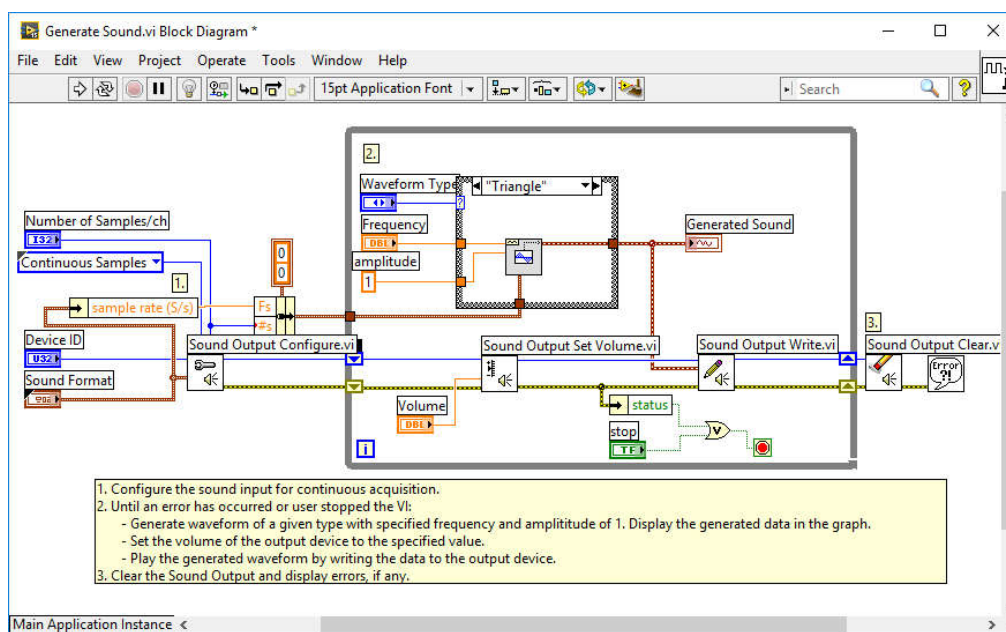 Generate Sound.vi Block Diagram *
File Edit View Project Operate Tools Window Help
15pt Application Font
Search
2.
Waveform Type
"Triangle"
Number of Samples/ch
I32
Frequency
DBL
Generated Sound
Continuous Samples
0
0
amplitude
1
1.
sample rate (S/s)
Fs
#s
3.
Device ID
U32
Sound Output Configure.vi
Sound Output Set Volume.vi
Sound Output Write.vi
Sound Output Clear.v
Error
?!
Sound Format
Volume
DBL
status
stop
TF
V
i
1. Configure the sound input for continuous acquisition.
2. Until an error has occurred or user stopped the VI:
- Generate waveform of a given type with specified frequency and amplititude of 1. Display the generated data in the graph.
- Set the volume of the output device to the specified value.
- Play the generated waveform by writing the data to the output device.
3. Clear the Sound Output and display errors, if any.
Main Application Instance